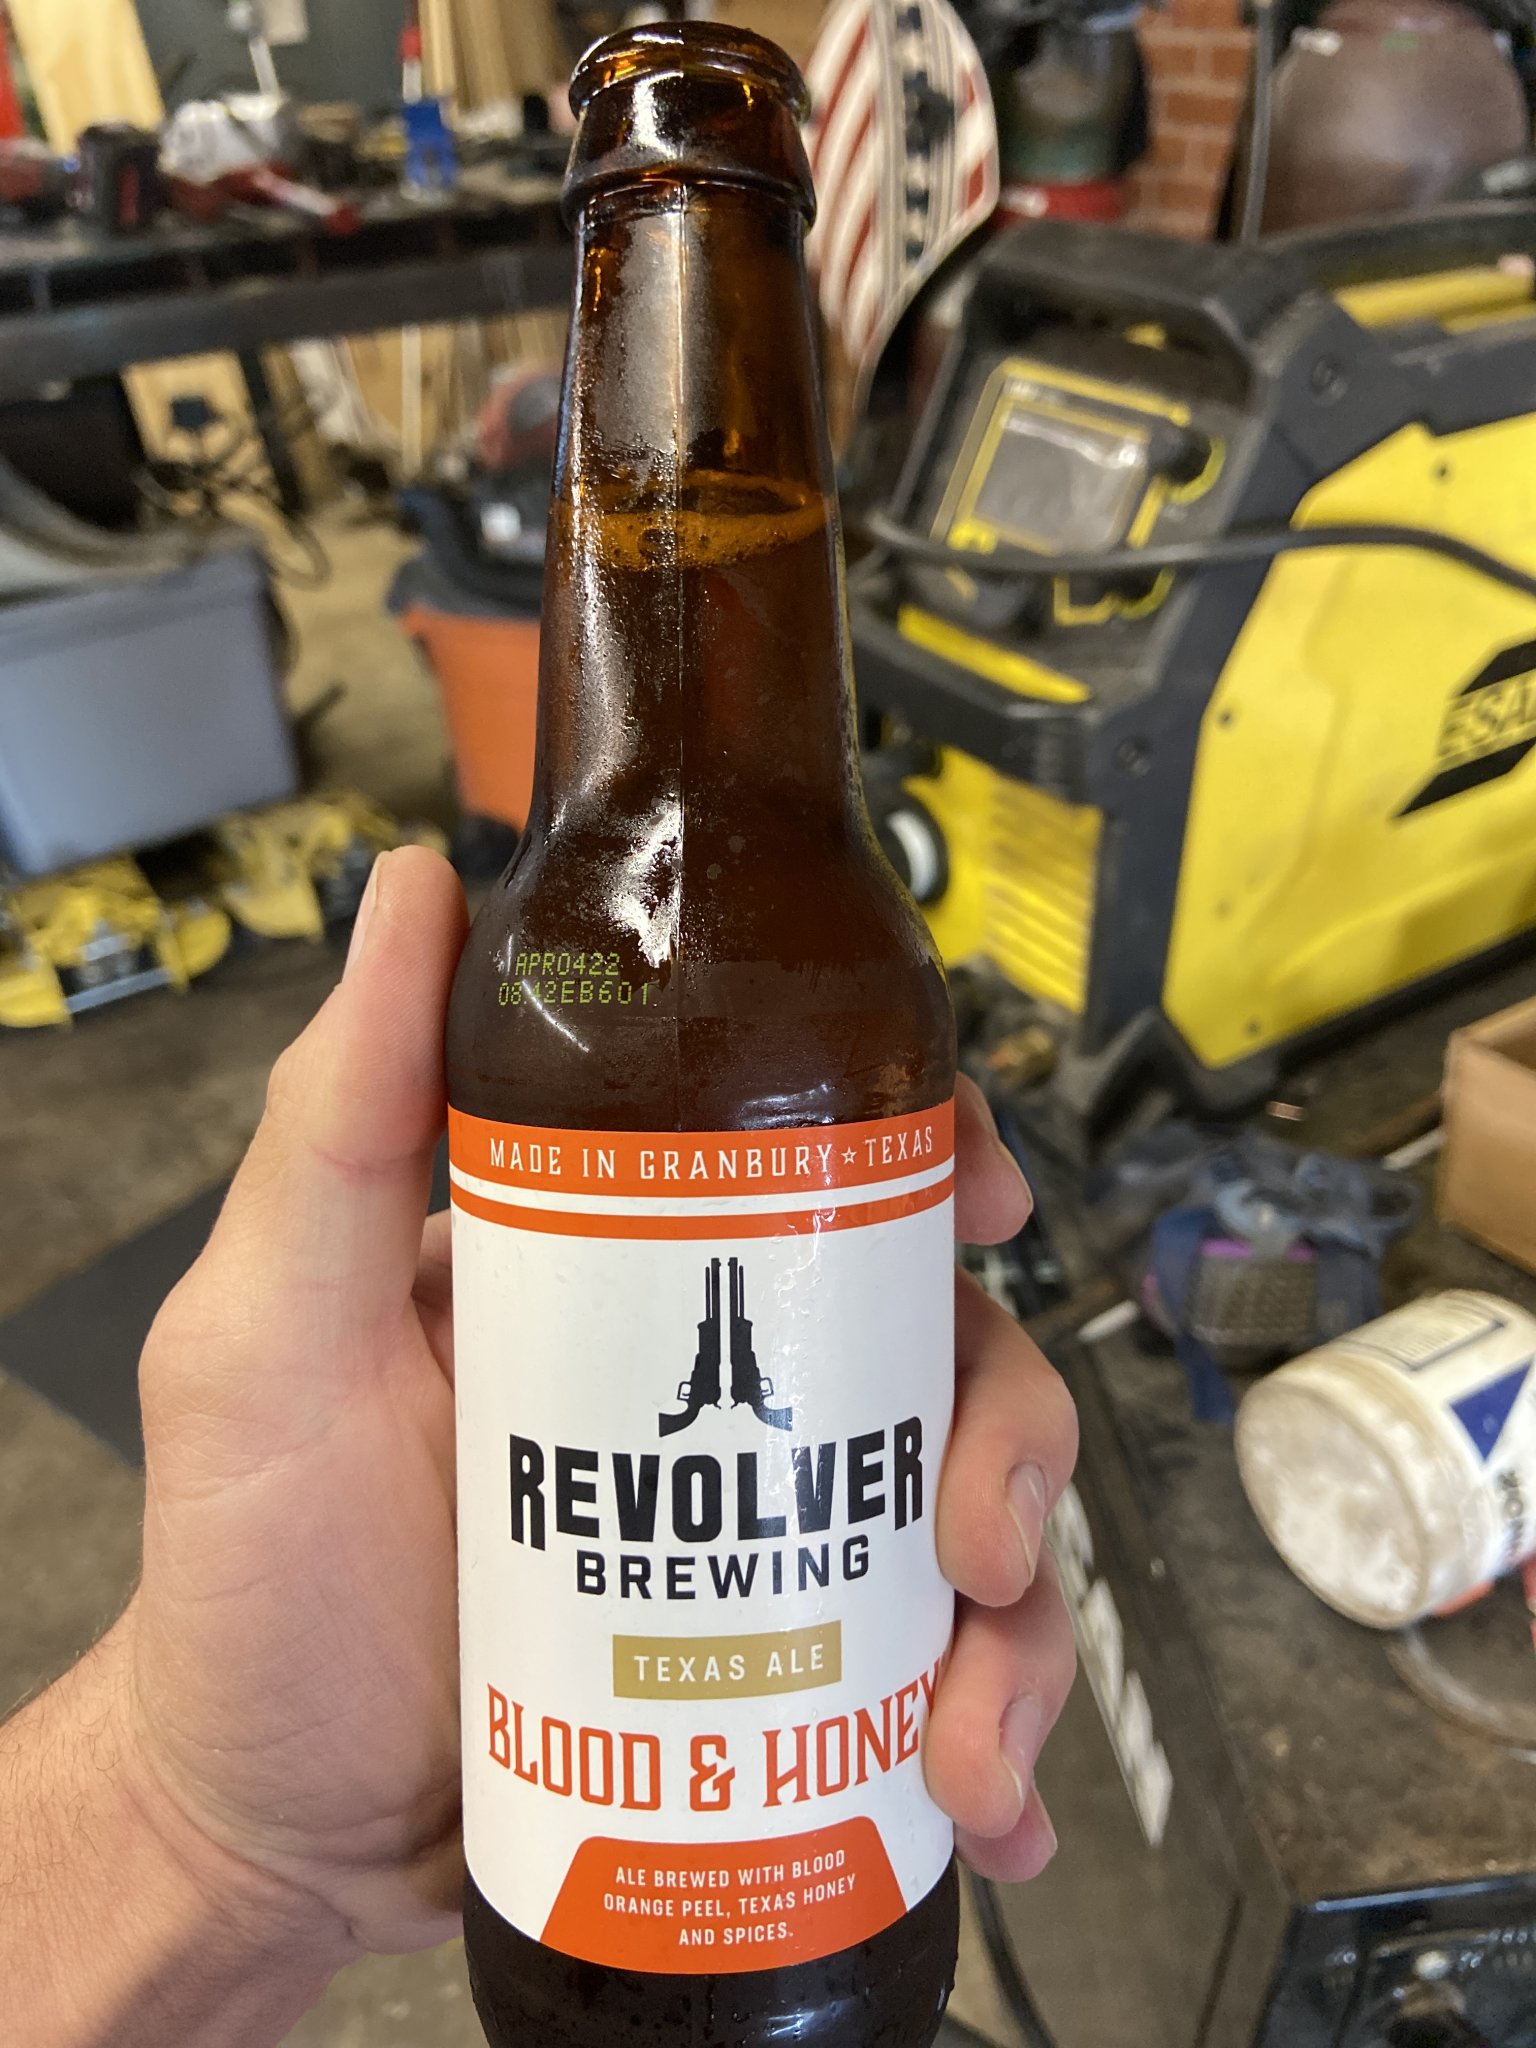 APR0422
08:42EB601
MADE IN GRANBURY☆TEXAS
REVOLVER
BREWING
TEXAS ALE
BLOOD & HONEY
ALE BREWED WITH BLOOD
ORANGE PEEL, TEXAS HONEY
AND SPICES.
ESA